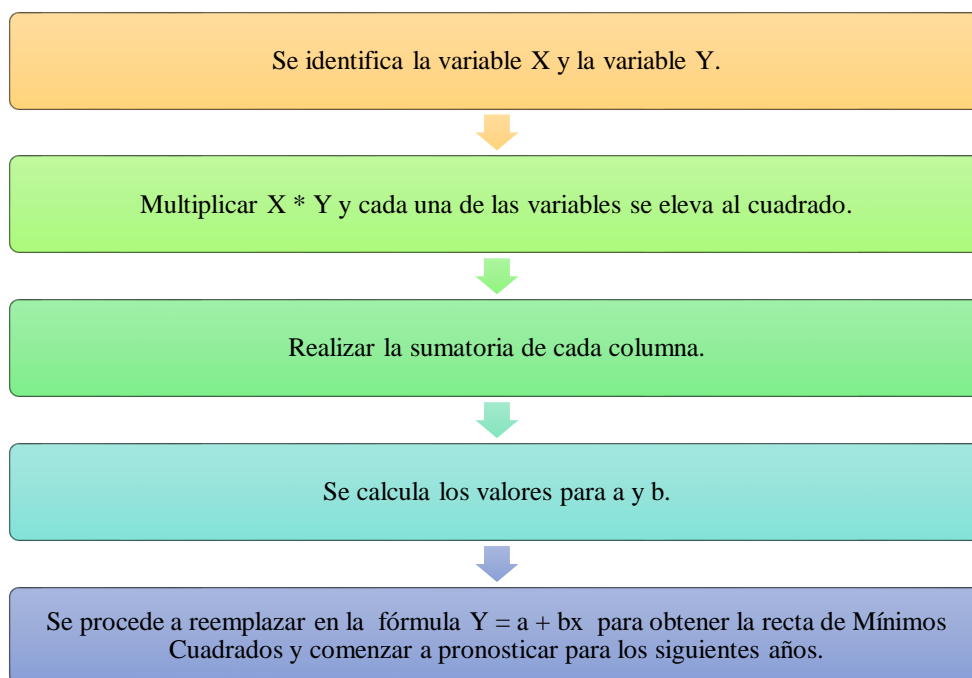 Se identifica la variable X y la variable Y.
Multiplicar X * Y y cada una de las variables se eleva al cuadrado.
Realizar la sumatoria de cada columna.
Se calcula los valores para a y b.
Se procede a reemplazar en la fórmula Y = a + bx para obtener la recta de Mínimos
Cuadrados y comenzar a pronosticar para los siguientes años.